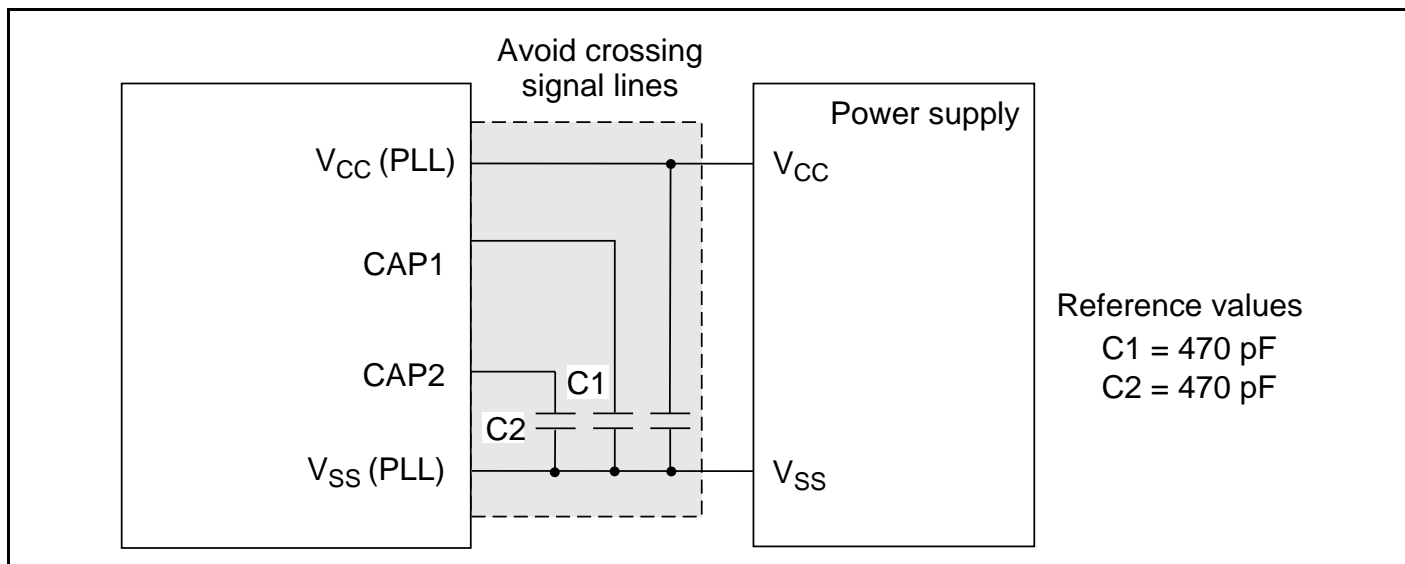 Avoid crossing
signal lines
Power supply
VCC (PLL)
VCC
CAP1
Reference values
C1 = 470 pF
CAP2
C1
C2 = 470 pF
C2
VSS (PLL)
VSS